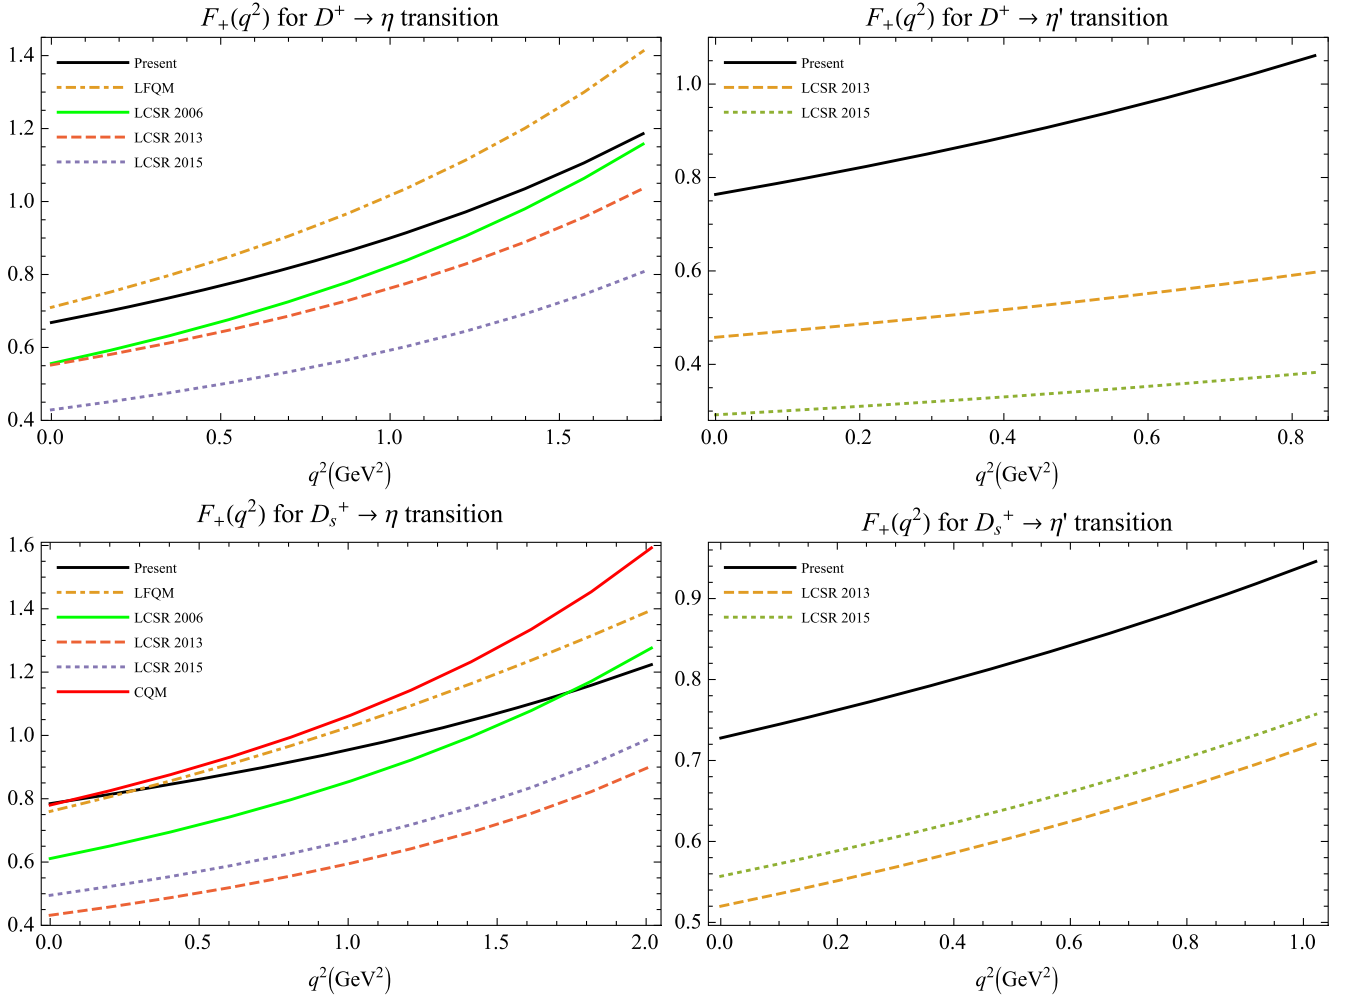 F₊(q²) for D⁺ → η transition
Present
LFQM
LCSR 2006
LCSR 2013
LCSR 2015
1.4
1.2
1.0
0.8
0.6
0.4
0.0 0.5 1.0 1.5
q²(GeV²)
F₊(q²) for D⁺ → η' transition
Present
LCSR 2013
LCSR 2015
1.0
0.8
0.6
0.4
0.0 0.2 0.4 0.6 0.8
q²(GeV²)
F₊(q²) for Dₛ⁺ → η transition
Present
LFQM
LCSR 2006
LCSR 2013
LCSR 2015
CQM
1.6
1.4
1.2
1.0
0.8
0.6
0.4
0.0 0.5 1.0 1.5 2.0
q²(GeV²)
F₊(q²) for Dₛ⁺ → η' transition
Present
LCSR 2013
LCSR 2015
0.9
0.8
0.7
0.6
0.5
0.0 0.2 0.4 0.6 0.8 1.0
q²(GeV²)